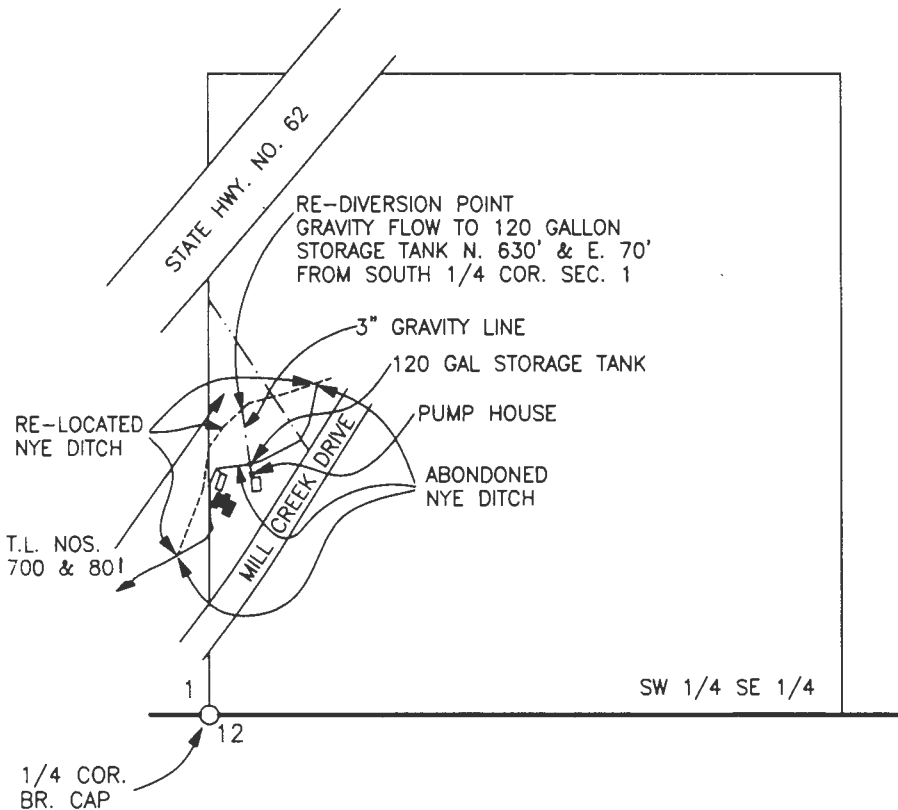 STATE HWY. NO. 62
RE-DIVERSION POINT
GRAVITY FLOW TO 120 GALLON
STORAGE TANK N. 630' & E. 70'
FROM SOUTH 1/4 COR. SEC. 1
3" GRAVITY LINE
120 GAL STORAGE TANK
PUMP HOUSE
RE-LOCATED
NYE DITCH
ABONDONED
NYE DITCH
MILL CREEK DRIVE
T.L. NOS.
700 & 801
SW 1/4 SE 1/4
1
12
1/4 COR.
BR. CAP